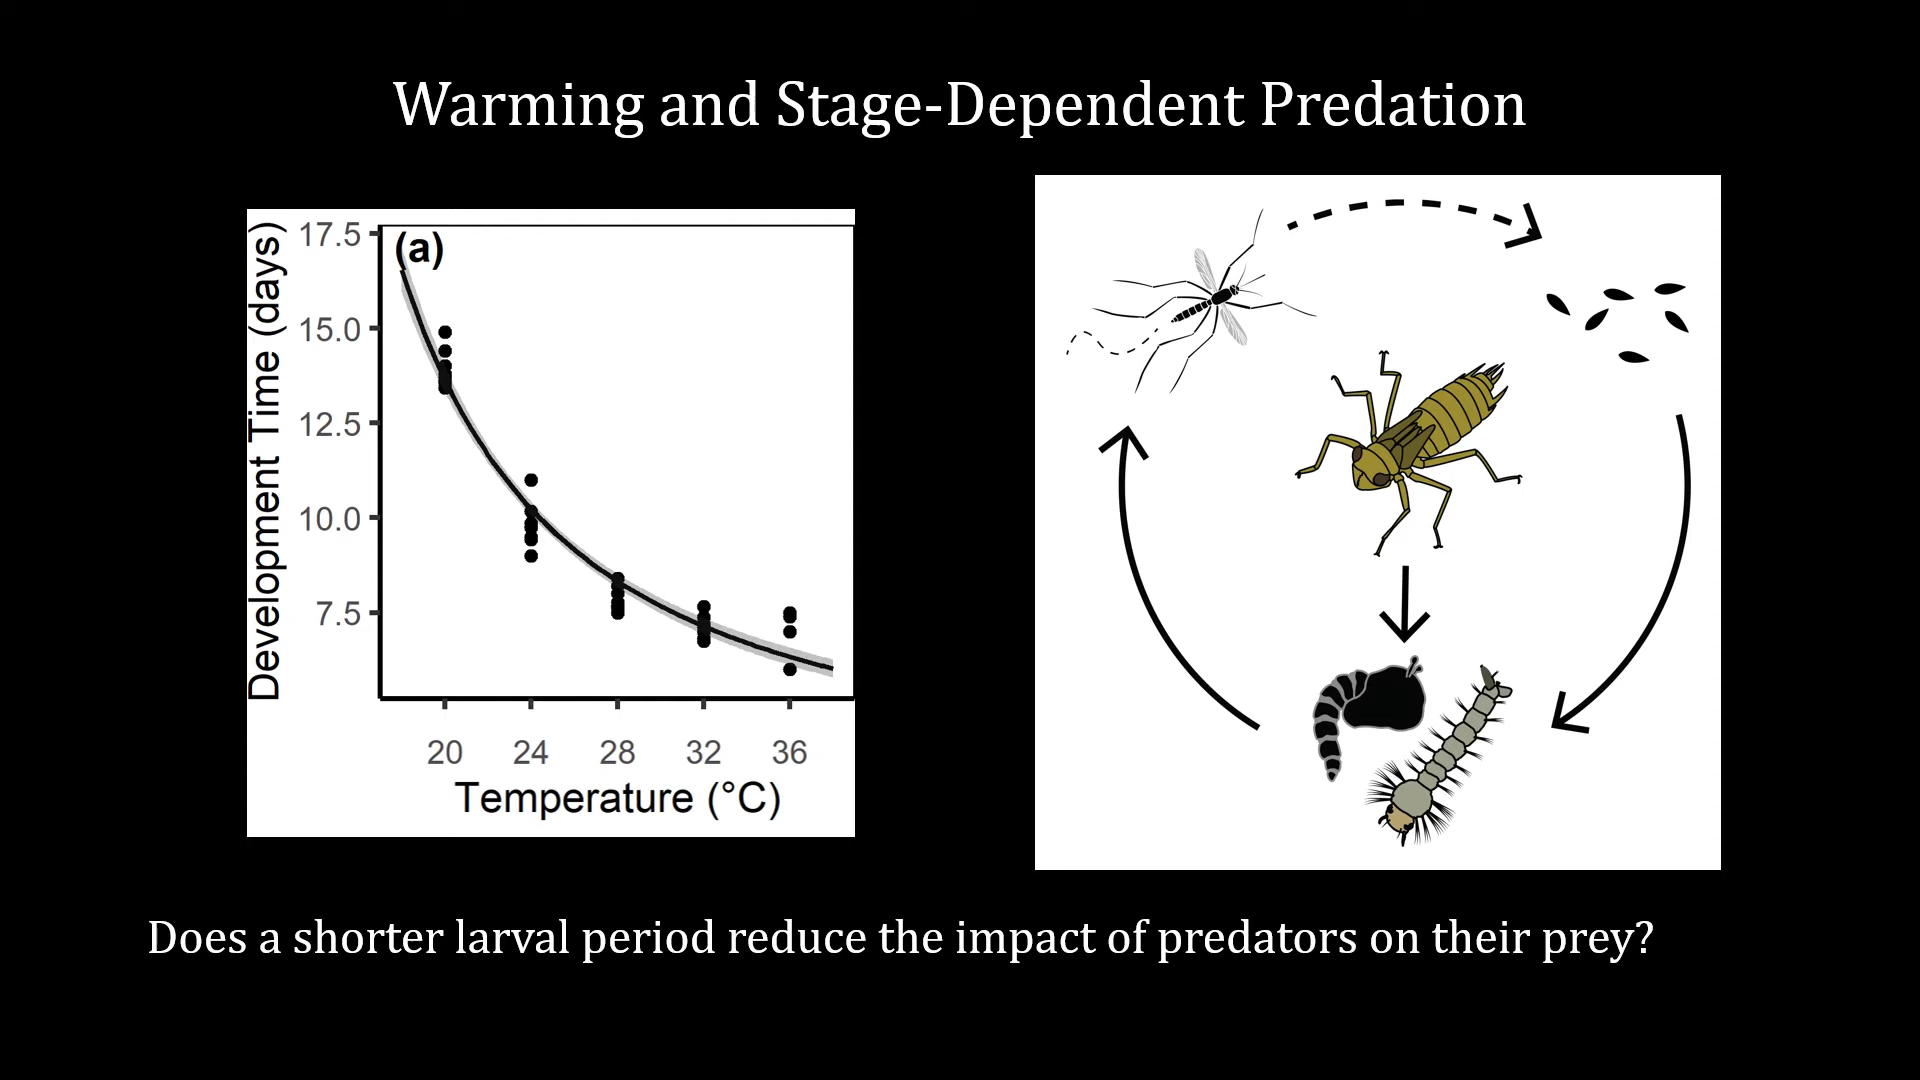 Warming and Stage-Dependent Predation
(a)
Development Time (days)
17.5
15.0
12.5
10.0
7.5
20 24 28 32 36
Temperature (°C)
Does a shorter larval period reduce the impact of predators on their prey?